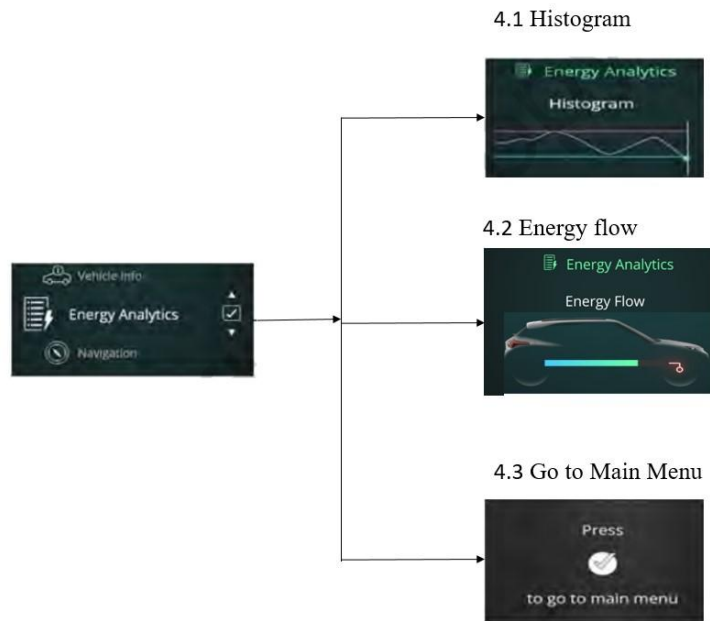 4.1 Histogram
Energy Analytics
Histogram
4.2 Energy flow
Energy Analytics
Energy Flow
Vehicle Info
Energy Analytics
Navigation
4.3 Go to Main Menu
Press
to go to main menu